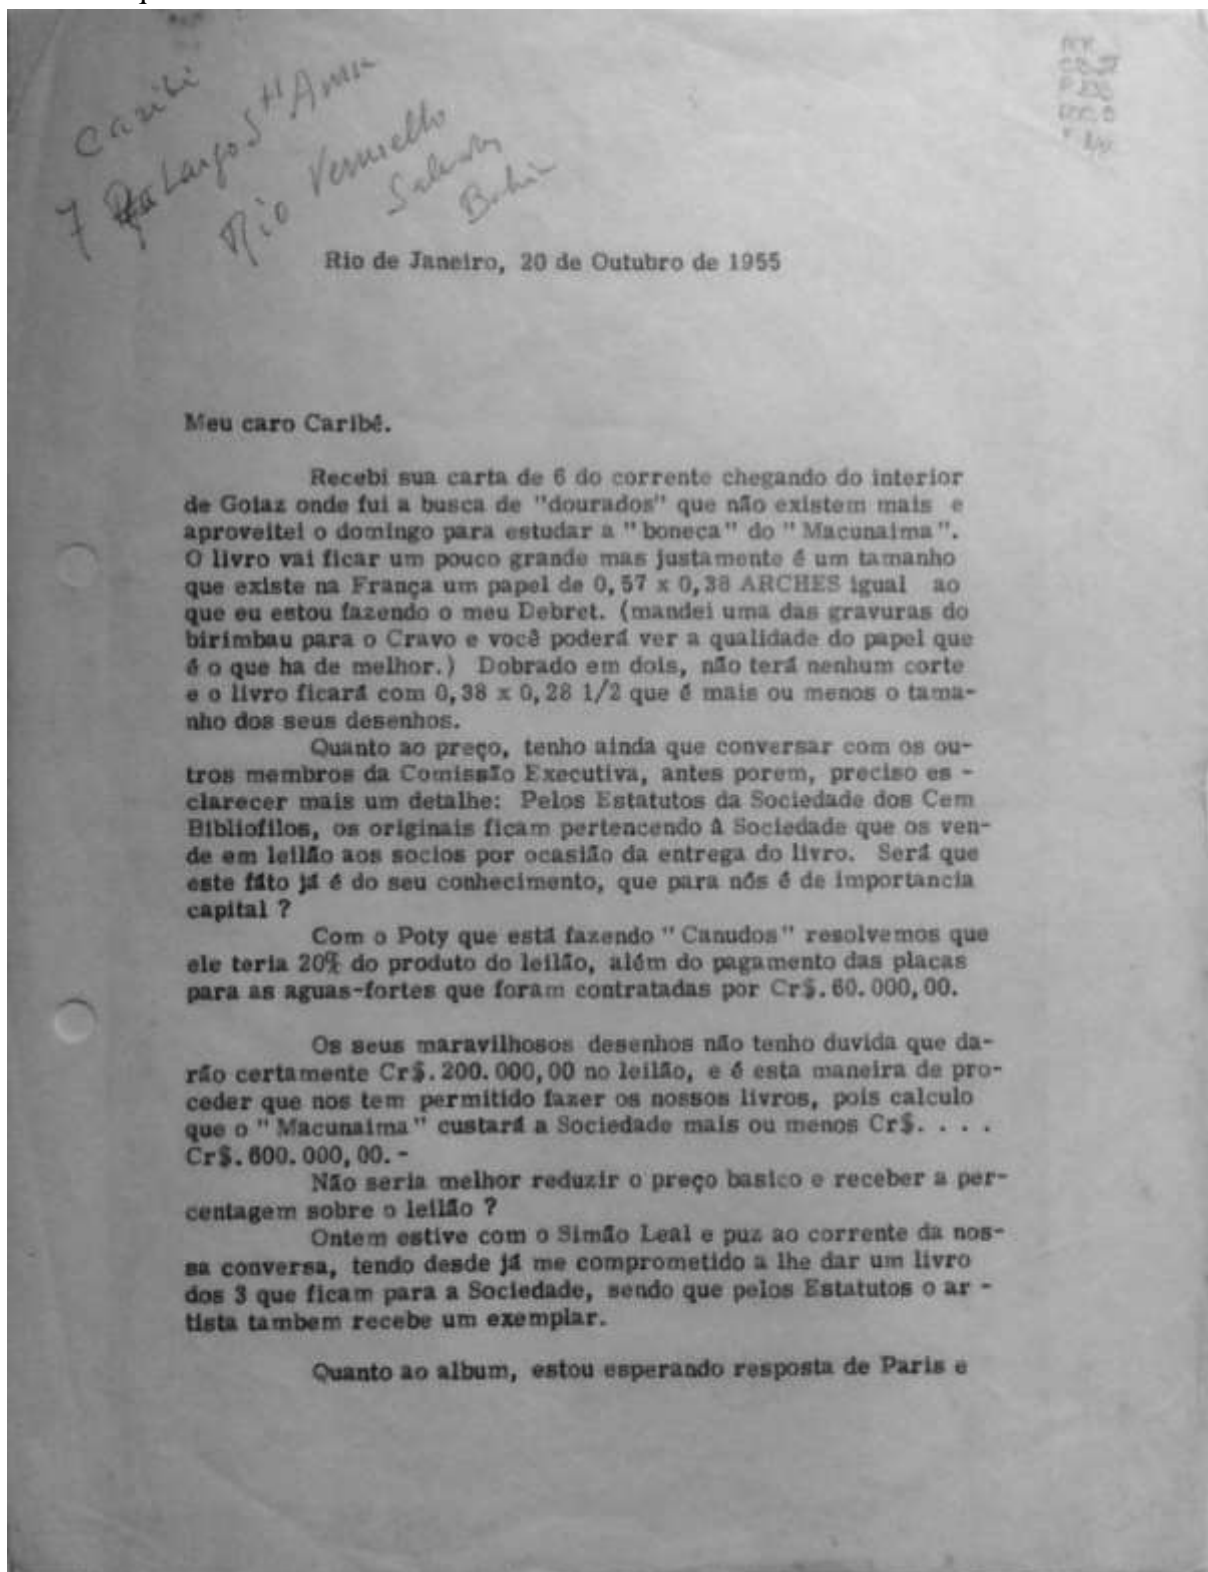 Caribé
7 Largo Stª Anna
Rio Vermelho
Salvador
Bahia
Rio de Janeiro, 20 de Outubro de 1955
Meu caro Caribé.
Recebi sua carta de 6 do corrente chegando do interior
de Goiaz onde fui a busca de "dourados" que não existem mais e
aproveitei o domingo para estudar a "boneca" do "Macunaima".
O livro vai ficar um pouco grande mas justamente é um tamanho
que existe na França um papel de 0,57 x 0,38 ARCHES igual ao
que eu estou fazendo o meu Debret. (mandei uma das gravuras do
birimbau para o Cravo e você poderá ver a qualidade do papel que
é o que ha de melhor.) Dobrado em dois, não terá nenhum corte
e o livro ficará com 0,38 x 0,28 1/2 que é mais ou menos o tama-
nho dos seus desenhos.
Quanto ao preço, tenho ainda que conversar com os ou-
tros membros da Comissão Executiva, antes porem, preciso es -
clarecer mais um detalhe: Pelos Estatutos da Sociedade dos Cem
Bibliofilos, os originais ficam pertencendo á Sociedade que os ven-
de em leilão aos socios por ocasião da entrega do livro. Será que
este fáto já é do seu conhecimento, que para nós é de importancia
capital ?
Com o Poty que está fazendo "Canudos" resolvemos que
ele teria 20% do produto do leilão, além do pagamento das placas
para as aguas-fortes que foram contratadas por Cr$.60.000,00.
Os seus maravilhosos desenhos não tenho duvida que da-
rão certamente Cr$.200.000,00 no leilão, e é esta maneira de pro-
ceder que nos tem permitido fazer os nossos livros, pois calculo
que o "Macunaima" custará a Sociedade mais ou menos Cr$. . . .
Cr$.600.000,00.-
Não seria melhor reduzir o preço basico e receber a per-
centagem sobre o leilão ?
Ontem estive com o Simão Leal e puz ao corrente da nos-
sa conversa, tendo desde já me comprometido a lhe dar um livro
dos 3 que ficam para a Sociedade, sendo que pelos Estatutos o ar -
tista tambem recebe um exemplar.
Quanto ao album, estou esperando resposta de Paris e